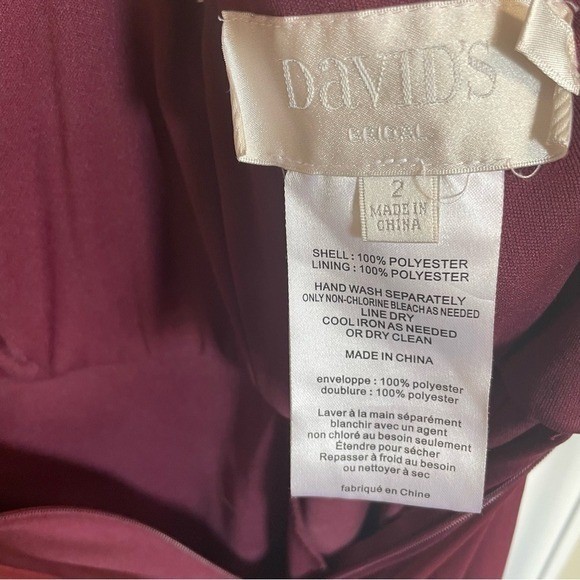 DaVID'S
BRIDAL
2
MADE IN
CHINA
SHELL : 100% POLYESTER
LINING : 100% POLYESTER
HAND WASH SEPARATELY
ONLY NON-CHLORINE BLEACH AS NEEDED
LINE DRY
COOL IRON AS NEEDED
OR DRY CLEAN
MADE IN CHINA
enveloppe : 100% polyester
doublure : 100% polyester
Laver à la main séparément
blanchir avec un agent
non chloré au besoin seulement
Étendre pour sécher
Repasser à froid au besoin
ou nettoyer à sec
fabriqué en Chine